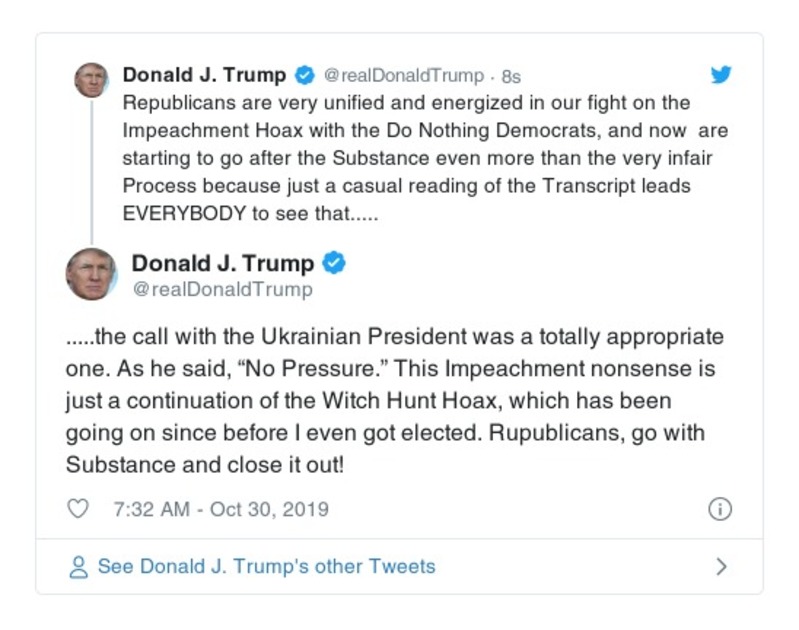 Donald J. Trump @realDonaldTrump · 8s
Republicans are very unified and energized in our fight on the
Impeachment Hoax with the Do Nothing Democrats, and now  are
starting to go after the Substance even more than the very infair
Process because just a casual reading of the Transcript leads
EVERYBODY to see that.....
Donald J. Trump
@realDonaldTrump
.....the call with the Ukrainian President was a totally appropriate
one. As he said, “No Pressure.” This Impeachment nonsense is
just a continuation of the Witch Hunt Hoax, which has been
going on since before I even got elected. Rupublicans, go with
Substance and close it out!
7:32 AM - Oct 30, 2019
See Donald J. Trump's other Tweets